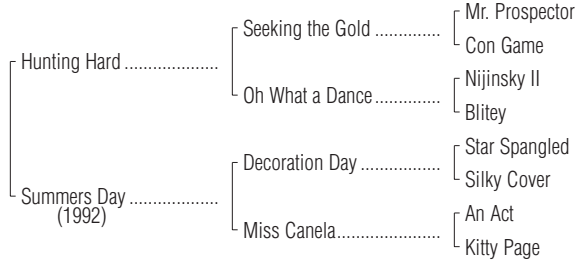 Mr. Prospector
Seeking the Gold ..............
Con Game
Hunting Hard ....................
Nijinsky II
Oh What a Dance..............
Blitey
Star Spangled
Decoration Day .................
Silky Cover
Summers Day ...................
(1992)
An Act
Miss Canela......................
Kitty Page